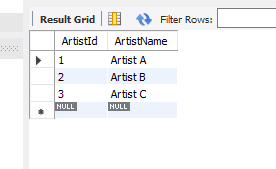 Result Grid Filter Rows:
ArtistId ArtistName
1 Artist A
2 Artist B
3 Artist C
NULL NULL